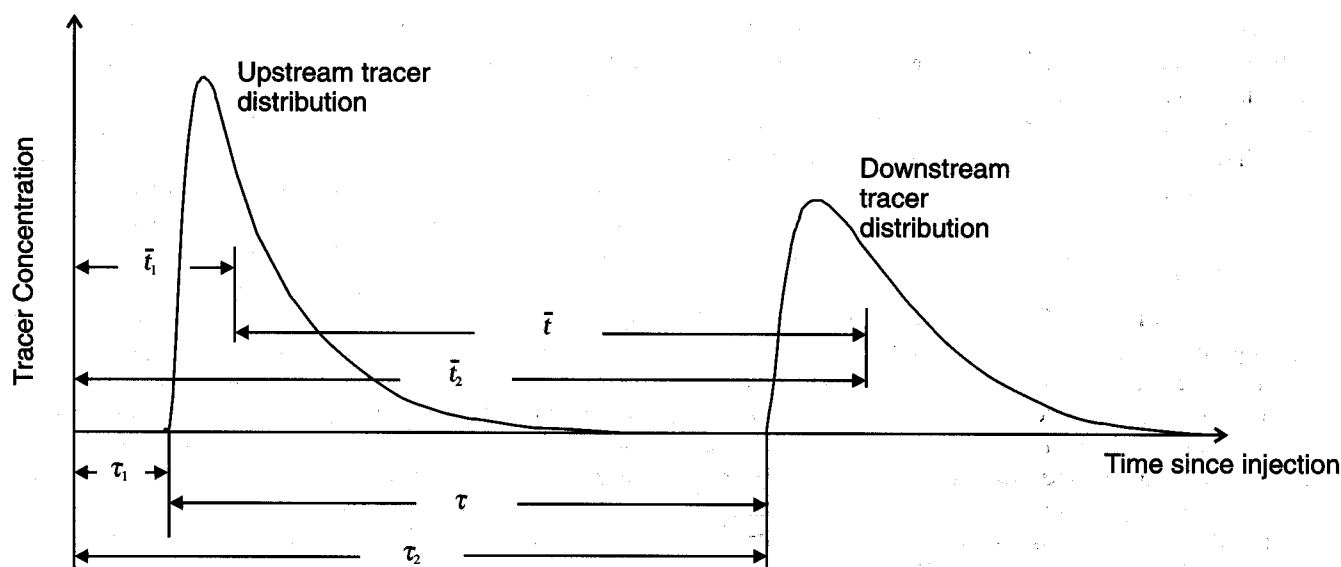 Upstream tracer
distribution
Downstream
tracer
distribution
Tracer Concentration
t̄₁
t̄
t̄₂
τ₁
Time since injection
τ
τ₂